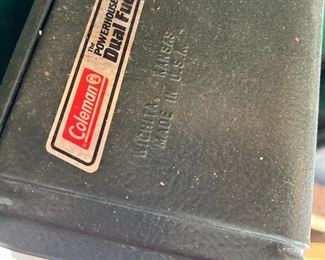 Coleman
The
POWERHOUSE
Dual Fuel
WICHITA, KANSAS
MADE IN U.S.A.